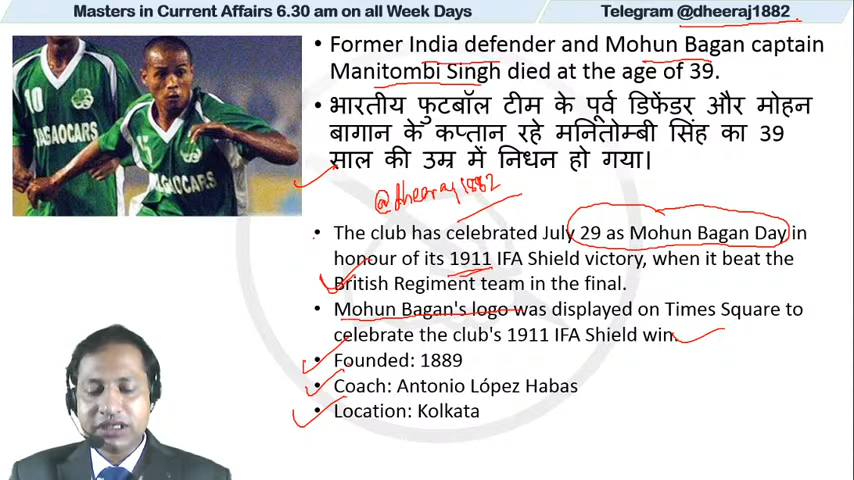 Masters in Current Affairs 6.30 am on all Week Days
Telegram @dheeraj1882
10
BAGAOCARS
15
GAOCARS
• Former India defender and Mohun Bagan captain
Manitombi Singh died at the age of 39.
• भारतीय फुटबॉल टीम के पूर्व डिफेंडर और मोहन
बागान के कप्तान रहे मनितोम्बी सिंह का 39
साल की उम्र में निधन हो गया।
@dheeraj1882
• The club has celebrated July 29 as Mohun Bagan Day in
honour of its 1911 IFA Shield victory, when it beat the
British Regiment team in the final.
• Mohun Bagan's logo was displayed on Times Square to
celebrate the club's 1911 IFA Shield win.
• Founded: 1889
• Coach: Antonio López Habas
• Location: Kolkata